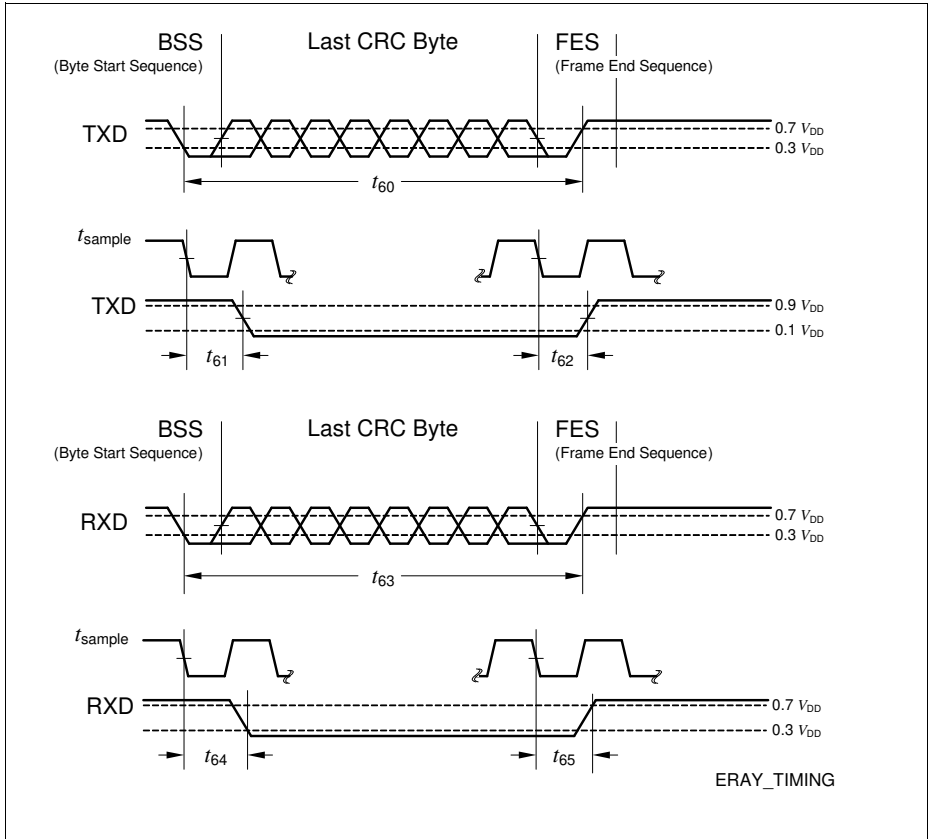 BSS
(Byte Start Sequence)
Last CRC Byte
FES
(Frame End Sequence)
TXD
0.7 VDD
0.3 VDD
t60
tsample
TXD
0.9 VDD
0.1 VDD
t61
t62
BSS
(Byte Start Sequence)
Last CRC Byte
FES
(Frame End Sequence)
RXD
0.7 VDD
0.3 VDD
t63
tsample
RXD
0.7 VDD
0.3 VDD
t64
t65
ERAY_TIMING